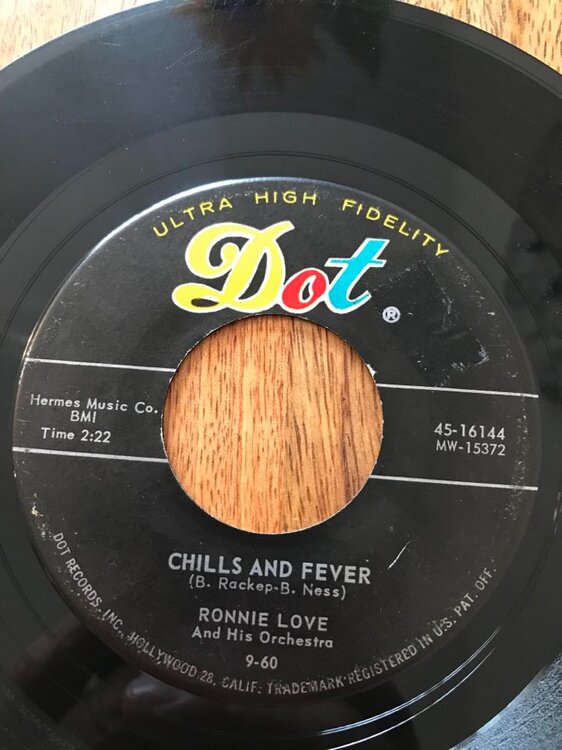 ULTRA HIGH FIDELITY
Dot
®
Hermes Music Co.
BMI
Time 2:22
45-16144
MW-15372
CHILLS AND FEVER
(B. Rackep-B. Ness)
RONNIE LOVE
And His Orchestra
9-60
DOT RECORDS, INC., HOLLYWOOD 28, CALIF. TRADEMARK REGISTERED IN U.S. PAT. OFF.